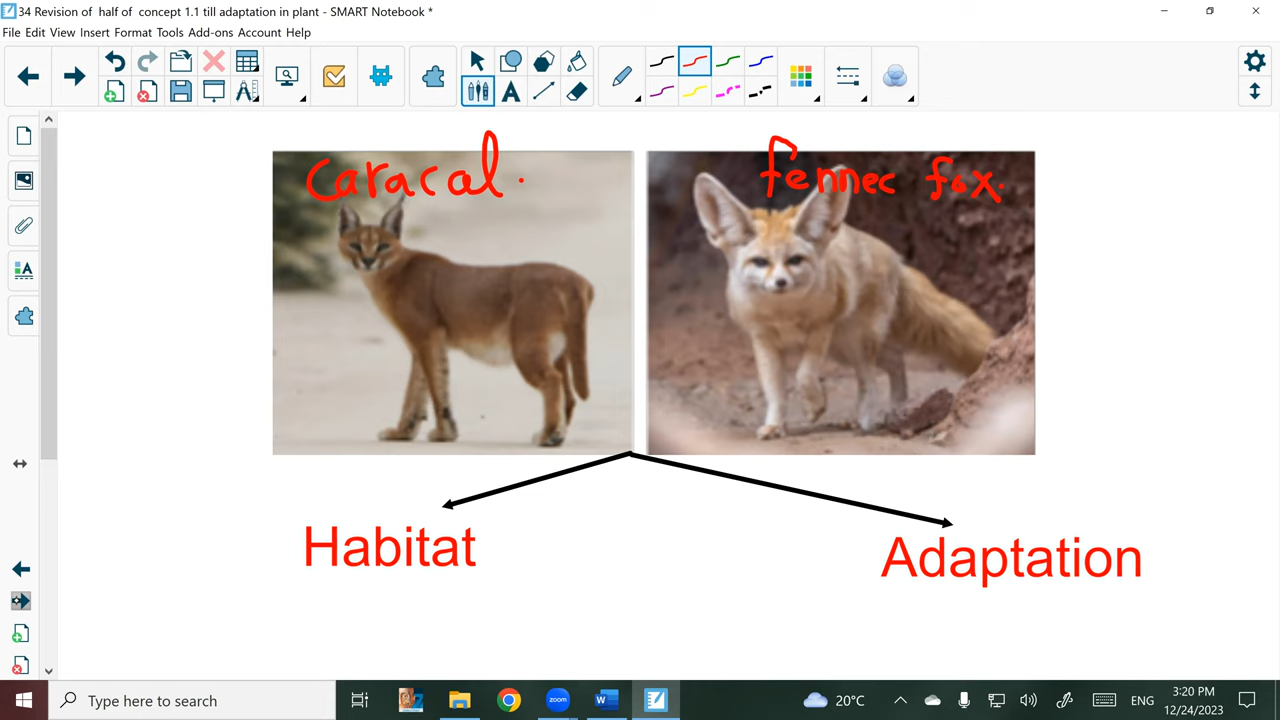 34 Revision of half of concept 1.1 till adaptation in plant - SMART Notebook *
File Edit View Insert Format Tools Add-ons Account Help
caracal.
fennec fox.
Habitat
Adaptation
Type here to search
zoom
W
20°C
ENG
3:20 PM
12/24/2023